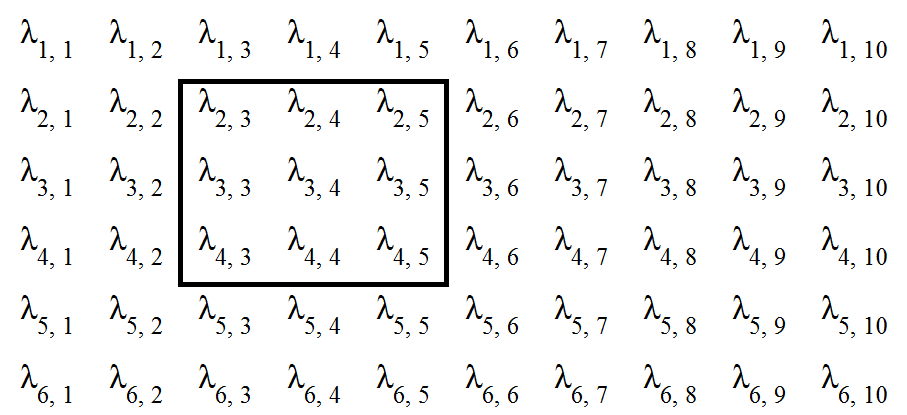 λ1, 1 λ1, 2 λ1, 3 λ1, 4 λ1, 5 λ1, 6 λ1, 7 λ1, 8 λ1, 9 λ1, 10
λ2, 1 λ2, 2 λ2, 3 λ2, 4 λ2, 5 λ2, 6 λ2, 7 λ2, 8 λ2, 9 λ2, 10
λ3, 1 λ3, 2 λ3, 3 λ3, 4 λ3, 5 λ3, 6 λ3, 7 λ3, 8 λ3, 9 λ3, 10
λ4, 1 λ4, 2 λ4, 3 λ4, 4 λ4, 5 λ4, 6 λ4, 7 λ4, 8 λ4, 9 λ4, 10
λ5, 1 λ5, 2 λ5, 3 λ5, 4 λ5, 5 λ5, 6 λ5, 7 λ5, 8 λ5, 9 λ5, 10
λ6, 1 λ6, 2 λ6, 3 λ6, 4 λ6, 5 λ6, 6 λ6, 7 λ6, 8 λ6, 9 λ6, 10